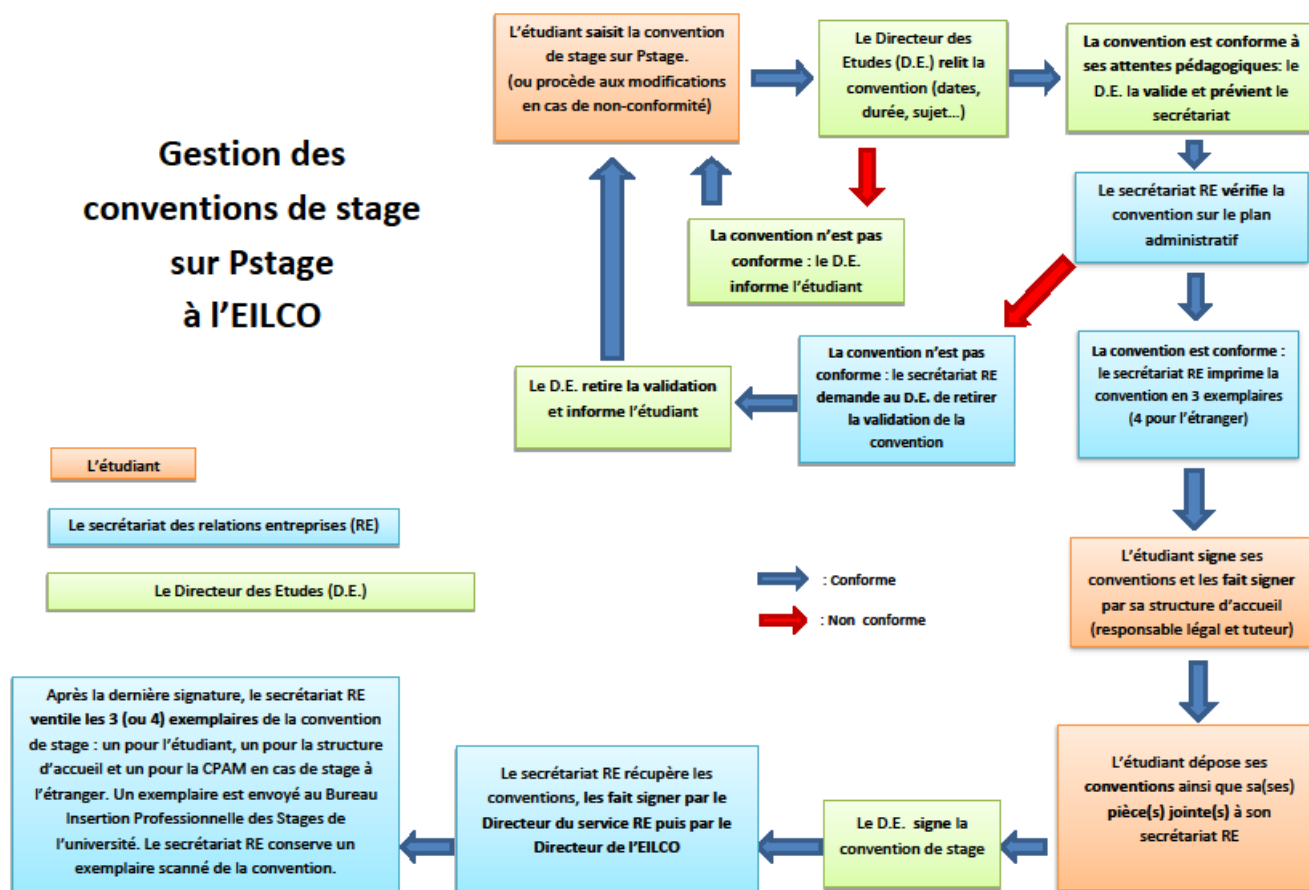 Gestion des
conventions de stage
sur Pstage
à l'EILCO
L'étudiant saisit la convention
de stage sur Pstage.
(ou procède aux modifications
en cas de non-conformité)
Le Directeur des
Etudes (D.E.) relit la
convention (dates,
durée, sujet…)
La convention est conforme à
ses attentes pédagogiques: le
D.E. la valide et prévient le
secrétariat
La convention n'est pas
conforme : le D.E.
informe l'étudiant
Le secrétariat RE vérifie la
convention sur le plan
administratif
Le D.E. retire la validation
et informe l'étudiant
La convention n'est pas
conforme : le secrétariat RE
demande au D.E. de retirer
la validation de la
convention
La convention est conforme :
le secrétariat RE imprime la
convention en 3 exemplaires
(4 pour l'étranger)
L'étudiant
Le secrétariat des relations entreprises (RE)
Le Directeur des Etudes (D.E.)
: Conforme
: Non conforme
L'étudiant signe ses
conventions et les fait signer
par sa structure d'accueil
(responsable légal et tuteur)
L'étudiant dépose ses
conventions ainsi que sa(ses)
pièce(s) jointe(s) à son
secrétariat RE
Le D.E. signe la
convention de stage
Le secrétariat RE récupère les
conventions, les fait signer par le
Directeur du service RE puis par le
Directeur de l'EILCO
Après la dernière signature, le secrétariat RE
ventile les 3 (ou 4) exemplaires de la convention
de stage : un pour l'étudiant, un pour la structure
d'accueil et un pour la CPAM en cas de stage à
l'étranger. Un exemplaire est envoyé au Bureau
Insertion Professionnelle des Stages de
l'université. Le secrétariat RE conserve un
exemplaire scanné de la convention.